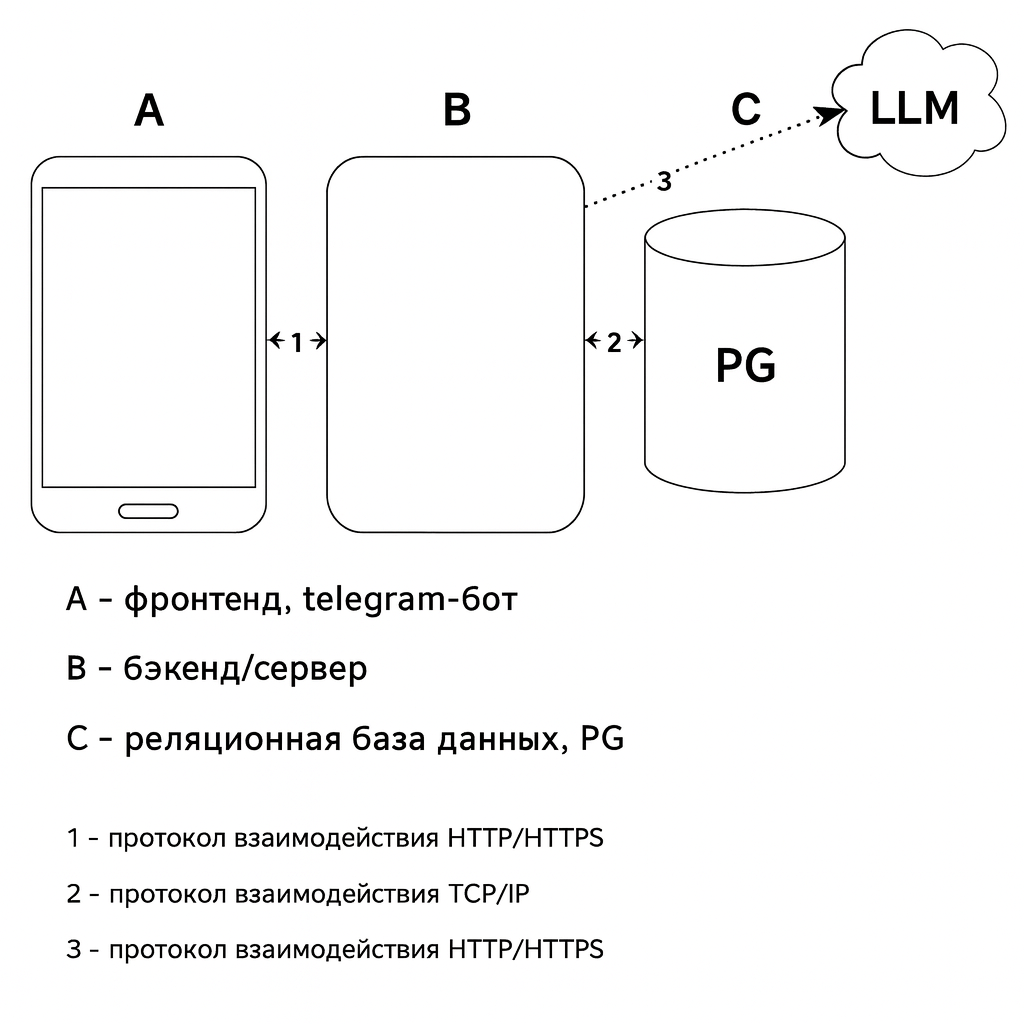 A
B
C
LLM
3
1
2
PG
A – фронтенд, telegram-бот
B – бэкенд/сервер
C – реляционная база данных, PG
1 – протокол взаимодействия HTTP/HTTPS
2 – протокол взаимодействия TCP/IP
3 – протокол взаимодействия HTTP/HTTPS